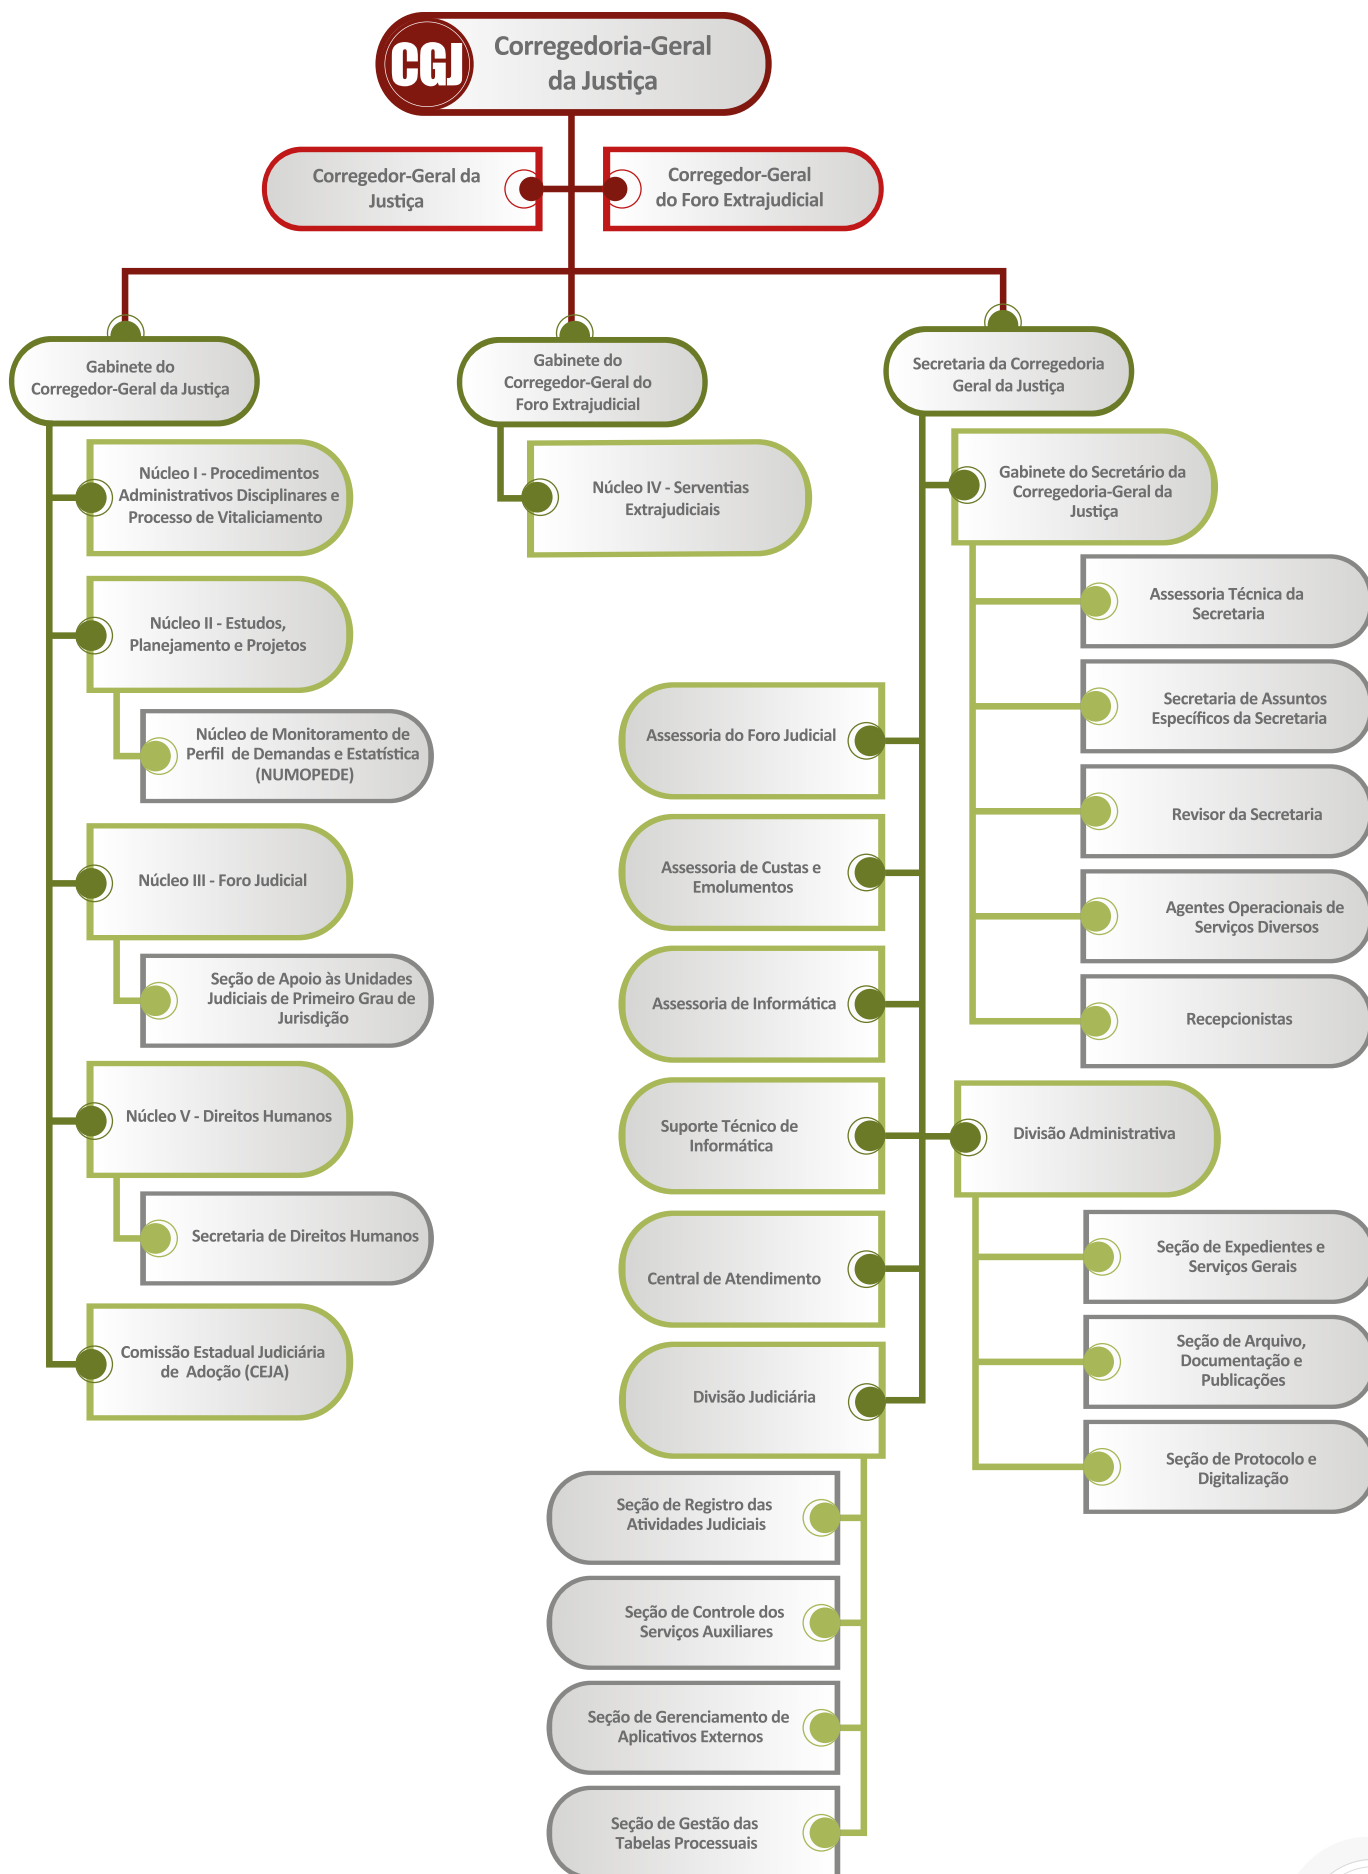 CGJ
Corregedoria-Geral
da Justiça
Corregedor-Geral da
Justiça
Corregedor-Geral
do Foro Extrajudicial
Gabinete do
Corregedor-Geral da Justiça
Núcleo I - Procedimentos
Administrativos Disciplinares e
Processo de Vitaliciamento
Núcleo II - Estudos,
Planejamento e Projetos
Núcleo de Monitoramento de
Perfil de Demandas e Estatística
(NUMOPEDE)
Núcleo III - Foro Judicial
Seção de Apoio às Unidades
Judiciais de Primeiro Grau de
Jurisdição
Núcleo V - Direitos Humanos
Secretaria de Direitos Humanos
Comissão Estadual Judiciária
de Adoção (CEJA)
Gabinete do
Corregedor-Geral do
Foro Extrajudicial
Núcleo IV - Serventias
Extrajudiciais
Secretaria da Corregedoria
Geral da Justiça
Gabinete do Secretário da
Corregedoria-Geral da
Justiça
Assessoria Técnica da
Secretaria
Secretaria de Assuntos
Específicos da Secretaria
Revisor da Secretaria
Agentes Operacionais de
Serviços Diversos
Recepcionistas
Assessoria do Foro Judicial
Assessoria de Custas e
Emolumentos
Assessoria de Informática
Suporte Técnico de
Informática
Divisão Administrativa
Seção de Expedientes e
Serviços Gerais
Seção de Arquivo,
Documentação e
Publicações
Seção de Protocolo e
Digitalização
Central de Atendimento
Divisão Judiciária
Seção de Registro das
Atividades Judiciais
Seção de Controle dos
Serviços Auxiliares
Seção de Gerenciamento de
Aplicativos Externos
Seção de Gestão das
Tabelas Processuais